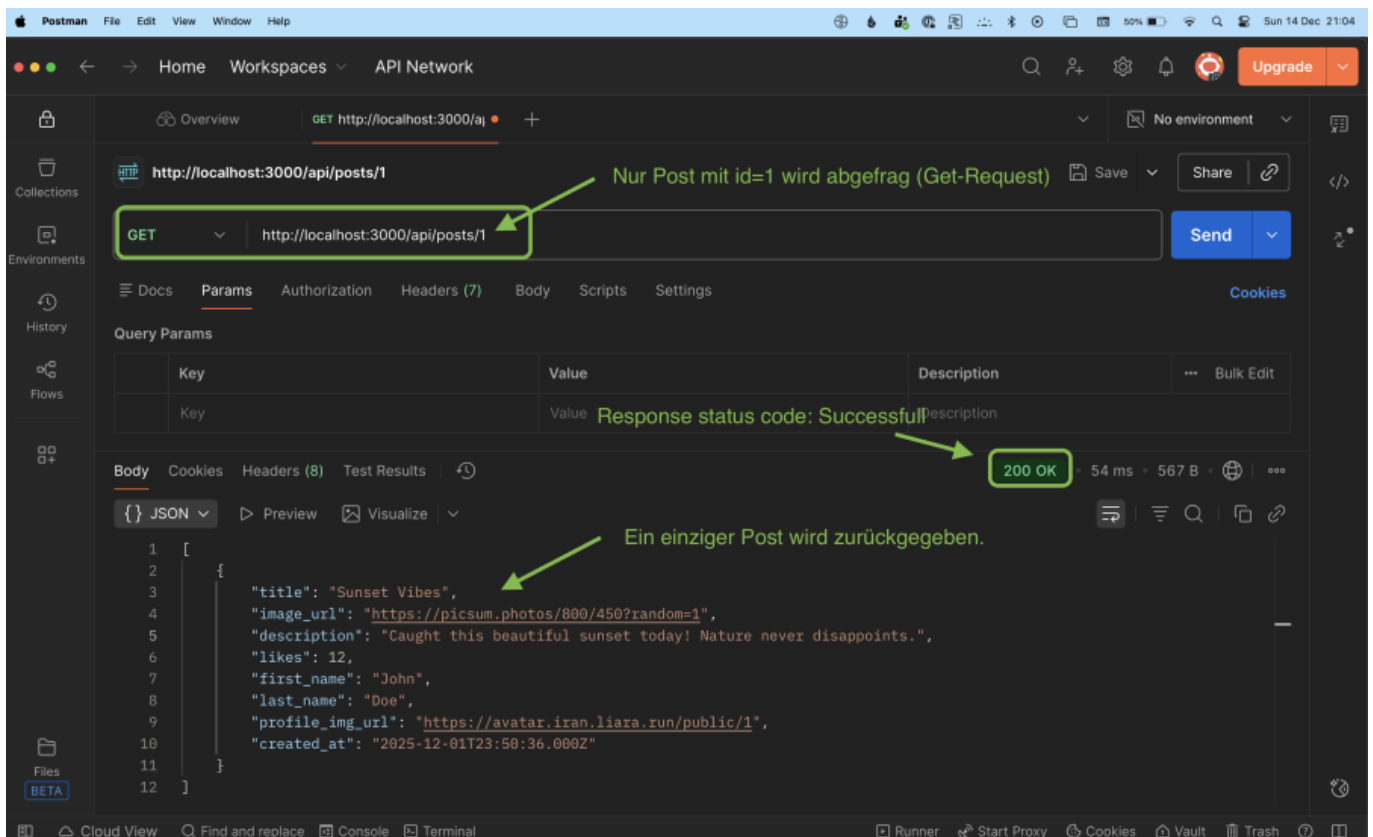 Postman File Edit View Window Help 50% Sun 14 Dec 21:04
Home Workspaces API Network Upgrade
Overview GET http://localhost:3000/a No environment
http://localhost:3000/api/posts/1 Nur Post mit id=1 wird abgefrag (Get-Request) Save Share
Collections
GET http://localhost:3000/api/posts/1 Send
Environments
Docs Params Authorization Headers (7) Body Scripts Settings Cookies
History
Query Params
Key Value Description Bulk Edit
Flows
Key Value Response status code: Successfull Description
Body Cookies Headers (8) Test Results 200 OK 54 ms 567 B
{} JSON Preview Visualize
Ein einziger Post wird zurückgegeben.
1 [
2 {
3 "title": "Sunset Vibes",
4 "image_url": "https://picsum.photos/800/450?random=1",
5 "description": "Caught this beautiful sunset today! Nature never disappoints.",
6 "likes": 12,
7 "first_name": "John",
8 "last_name": "Doe",
9 "profile_img_url": "https://avatar.iran.liara.run/public/1",
10 "created_at": "2025-12-01T23:50:36.000Z"
11 }
12 ]
Files
BETA
Cloud View Find and replace Console Terminal Runner Start Proxy Cookies Vault Trash